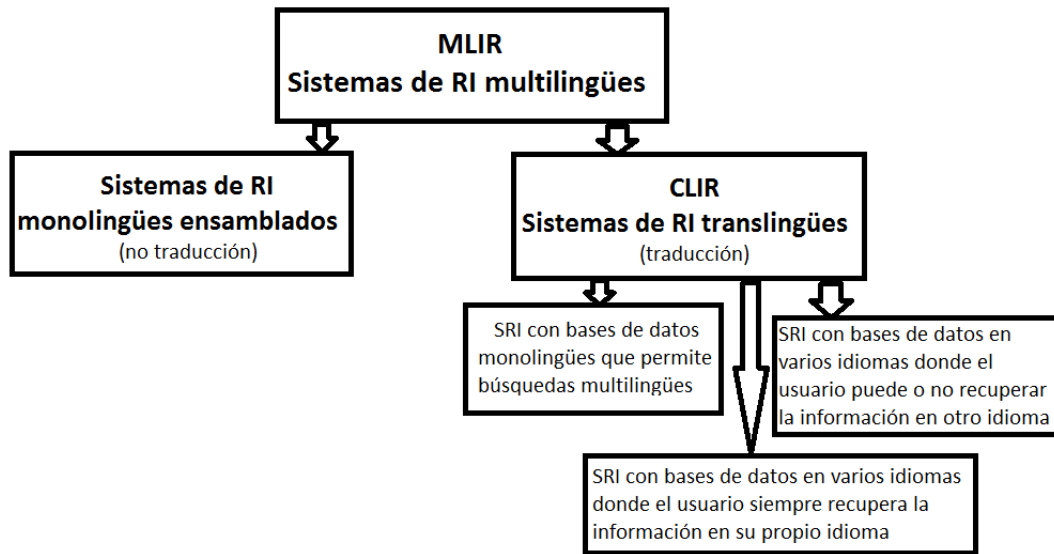 MLIR
Sistemas de RI multilingües
Sistemas de RI
monolingües ensamblados
(no traducción)
CLIR
Sistemas de RI translingües
(traducción)
SRI con bases de datos
monolingües que permite
búsquedas multilingües
SRI con bases de datos en
varios idiomas donde el
usuario puede o no recuperar
la información en otro idioma
SRI con bases de datos en varios idiomas
donde el usuario siempre recupera la
información en su propio idioma